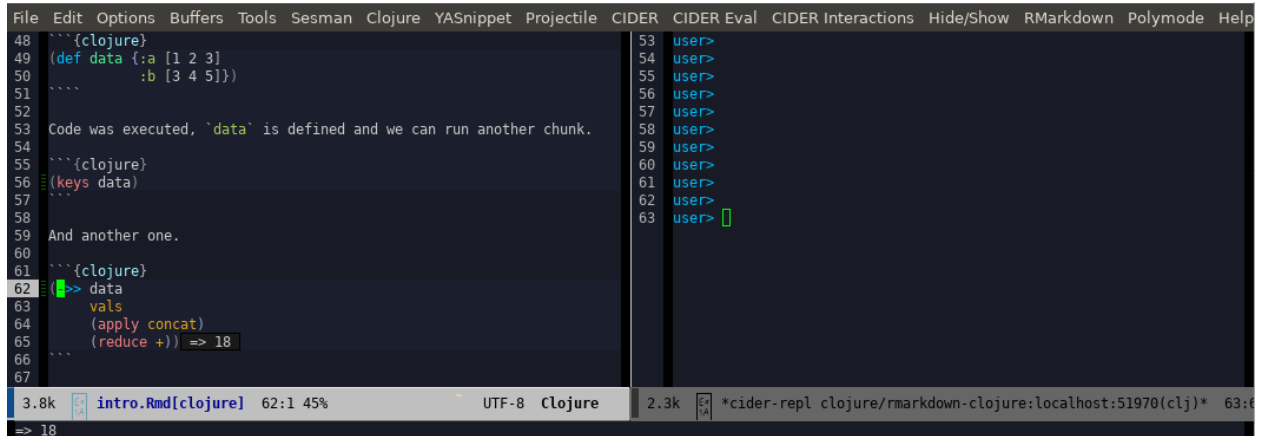 File Edit Options Buffers Tools Sesman Clojure YASnippet Projectile CIDER CIDER Eval CIDER Interactions Hide/Show RMarkdown Polymode Help
48 ```{clojure}
49 (def data {:a [1 2 3]
50            :b [3 4 5]})
51 ````
52
53 Code was executed, `data` is defined and we can run another chunk.
54
55 ```{clojure}
56 (keys data)
57 ```
58
59 And another one.
60
61 ```{clojure}
62 (->> data
63      vals
64      (apply concat)
65      (reduce +)) => 18
66 ```
67
3.8k intro.Rmd[clojure] 62:1 45% UTF-8 Clojure
53 user>
54 user>
55 user>
56 user>
57 user>
58 user>
59 user>
60 user>
61 user>
62 user>
63 user>
2.3k *cider-repl clojure/rmarkdown-clojure:localhost:51970(clj)* 63:6
=> 18